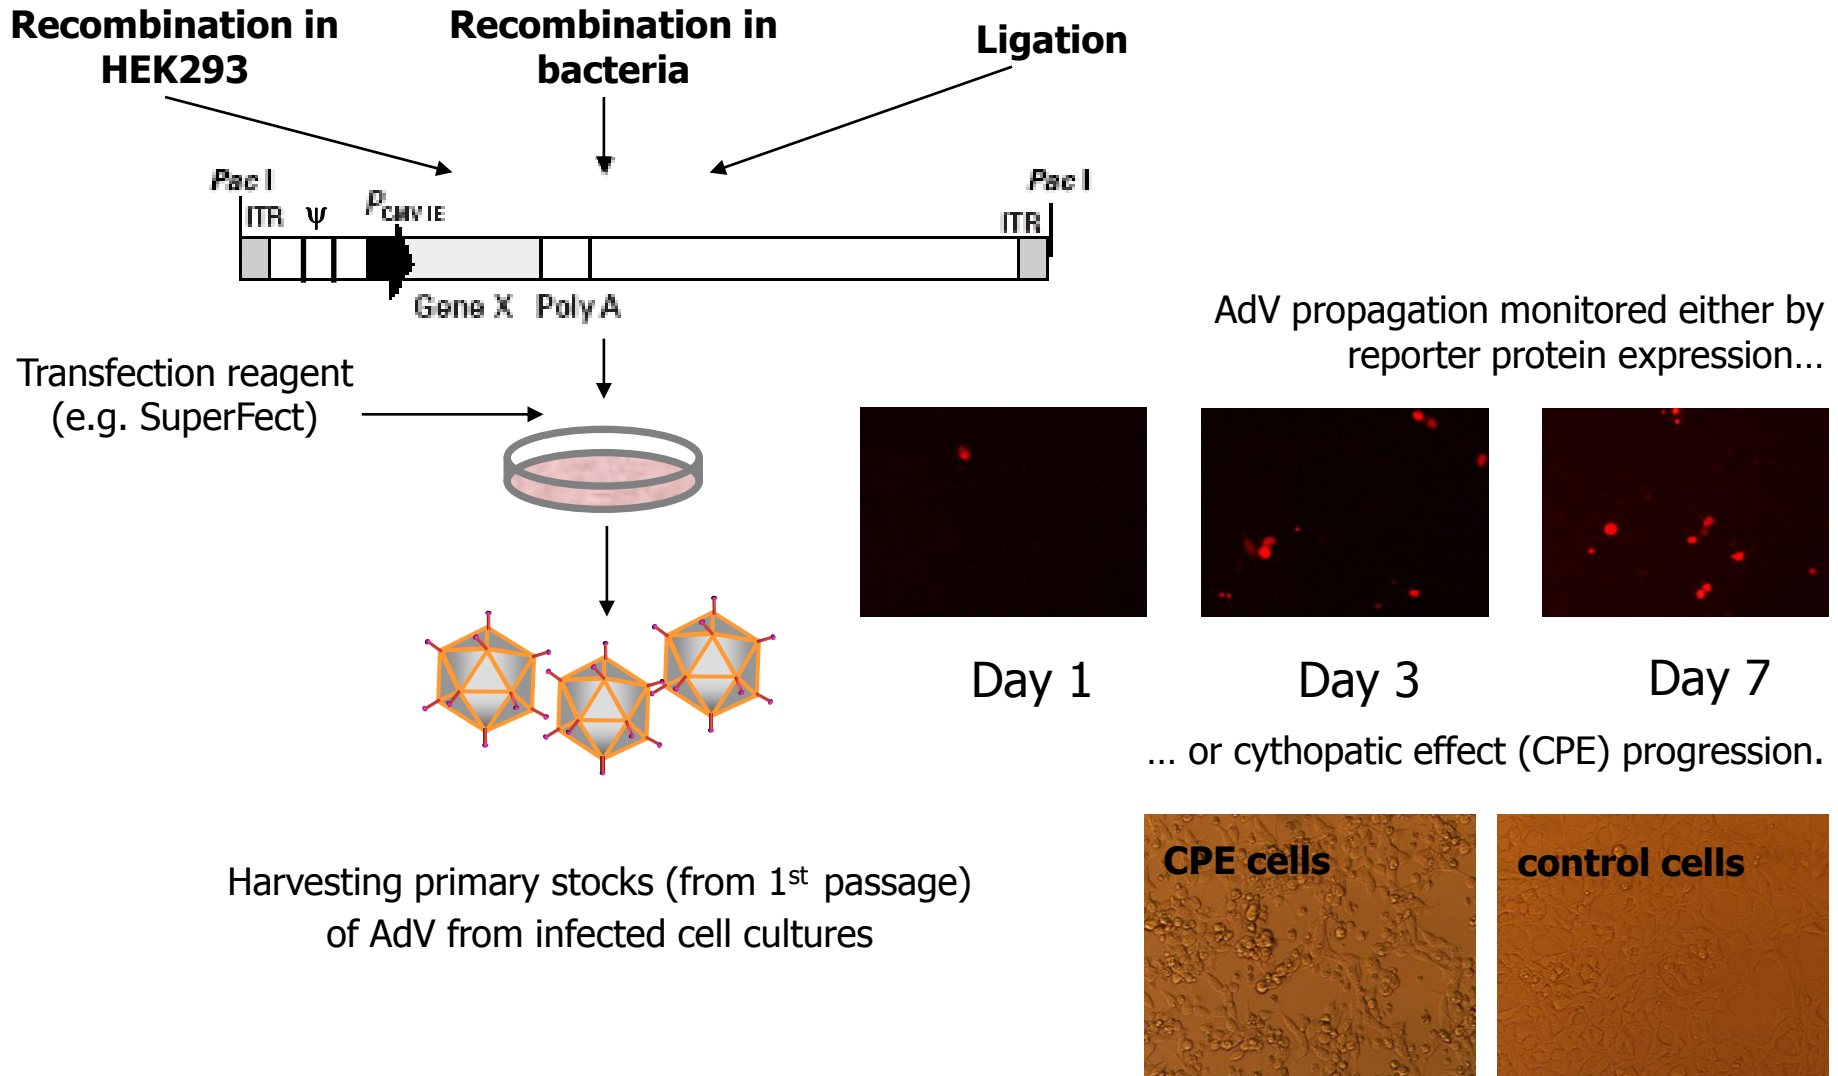 Recombination in
HEK293
Recombination in
bacteria
Ligation
Pac I
Pac I
ITR
ψ
PCMV IE
ITR
Gene X
Poly A
Transfection reagent
(e.g. SuperFect)
AdV propagation monitored either by
reporter protein expression…
Day 1
Day 3
Day 7
… or cythopatic effect (CPE) progression.
CPE cells
control cells
Harvesting primary stocks (from 1st passage)
of AdV from infected cell cultures